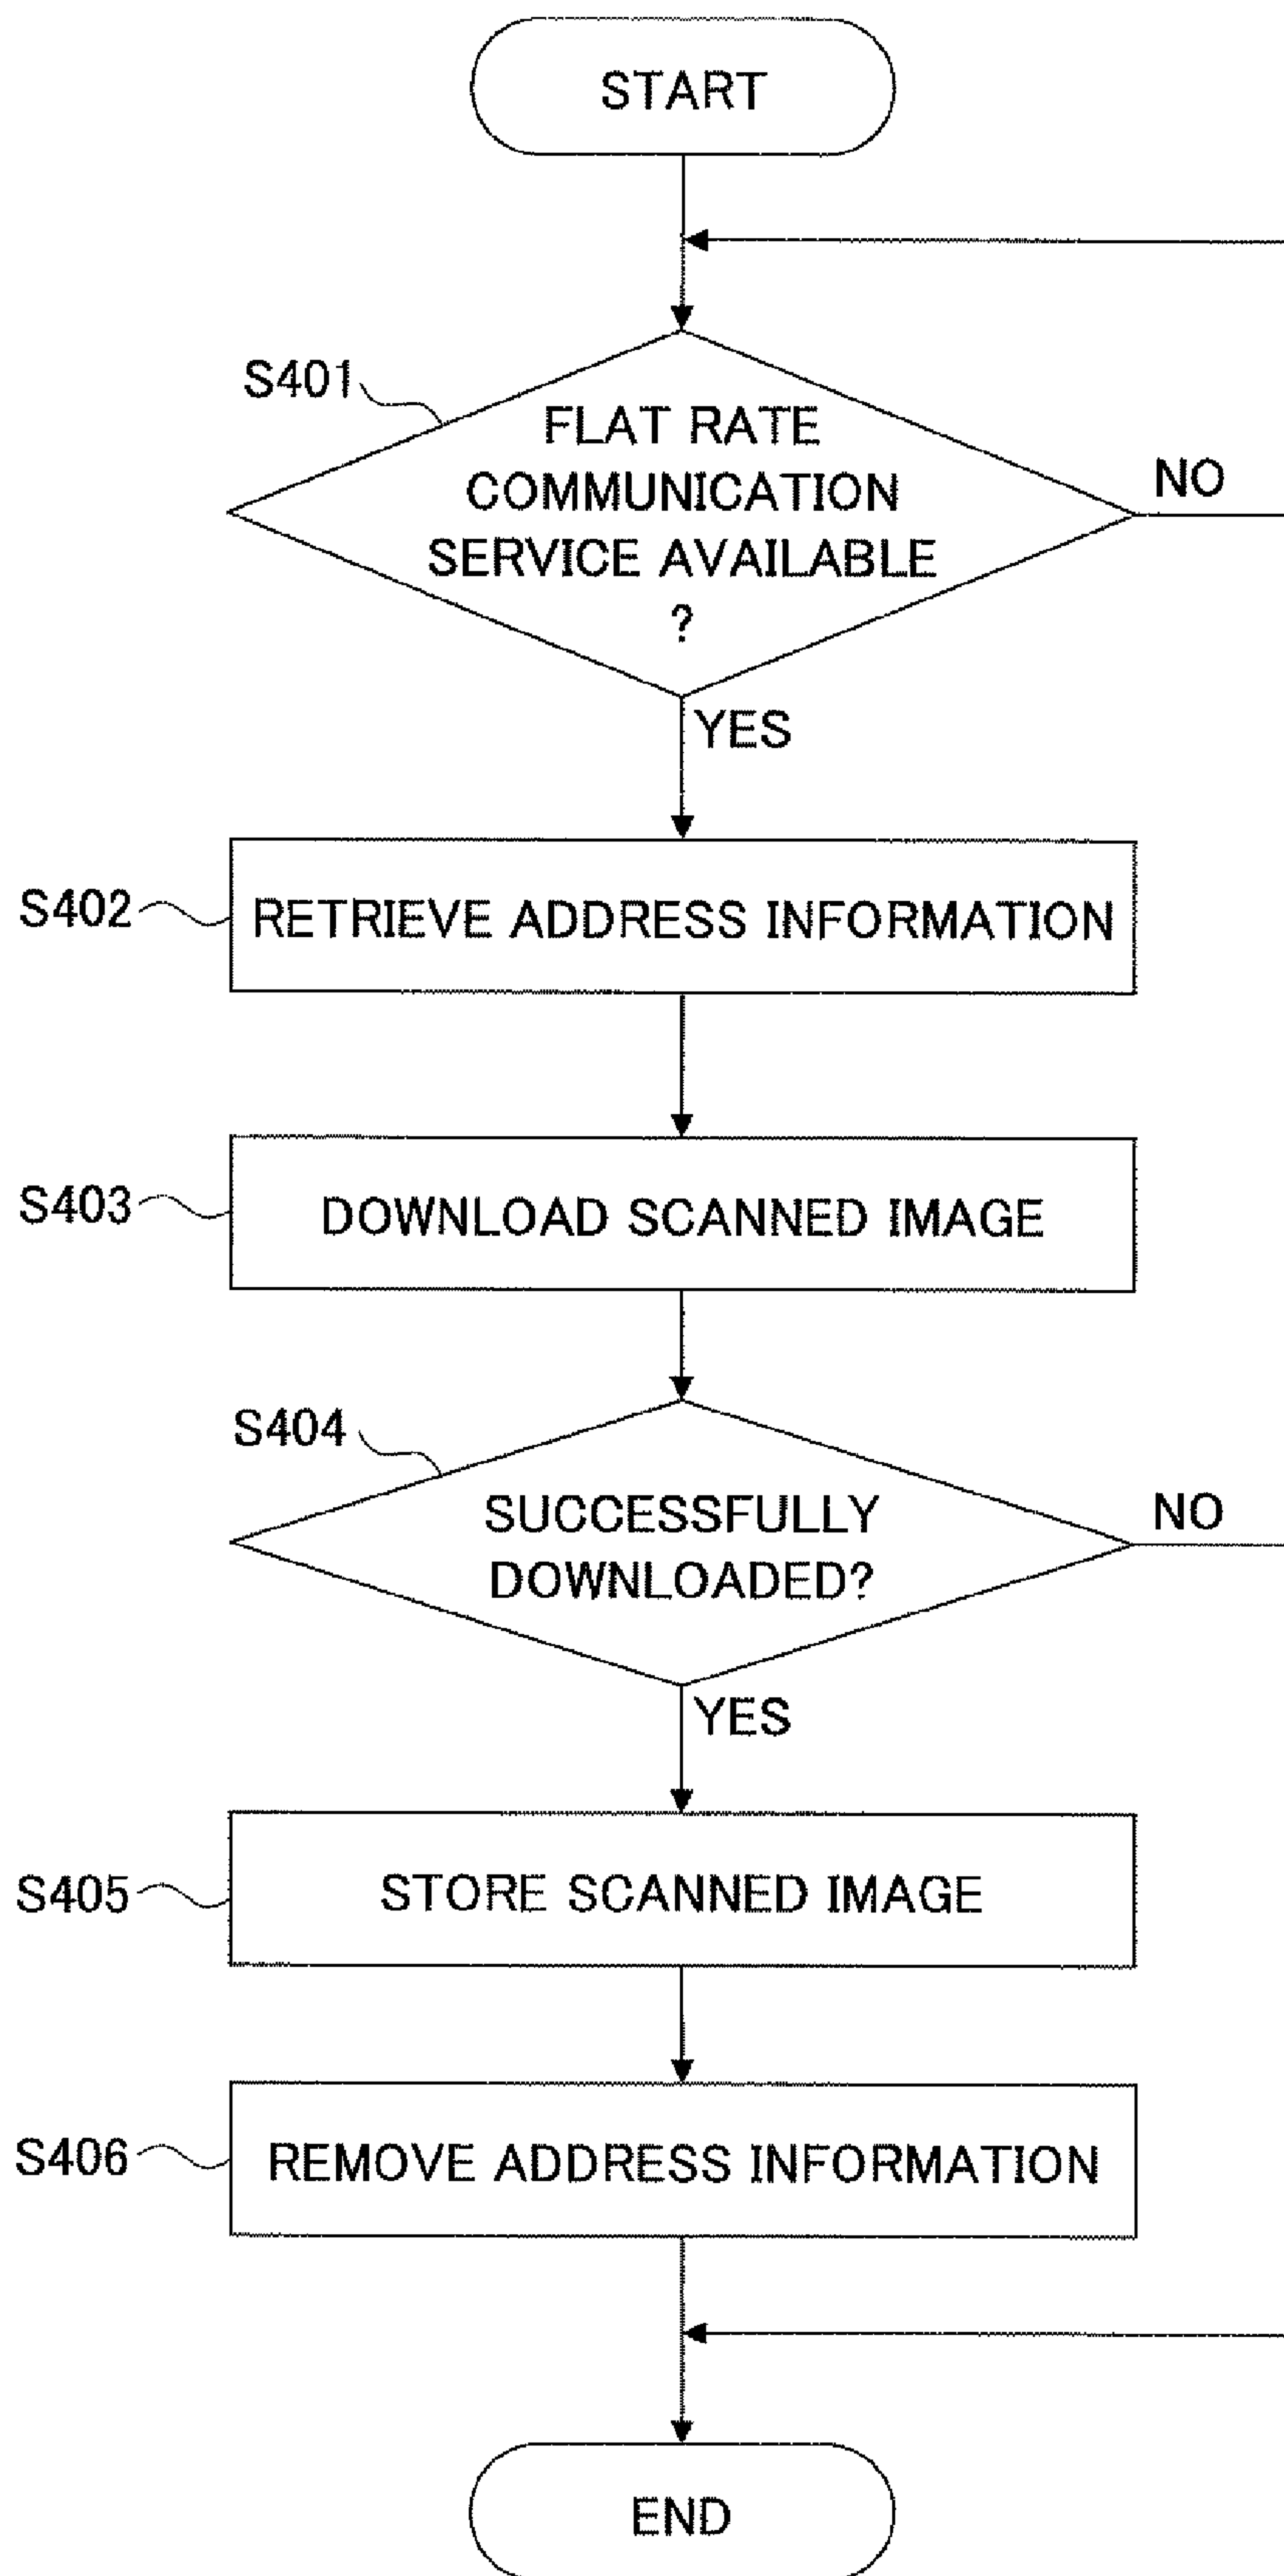 START
S401
FLAT RATE
COMMUNICATION
SERVICE AVAILABLE
?
NO
YES
S402
RETRIEVE ADDRESS INFORMATION
S403
DOWNLOAD SCANNED IMAGE
S404
SUCCESSFULLY
DOWNLOADED?
NO
YES
S405
STORE SCANNED IMAGE
S406
REMOVE ADDRESS INFORMATION
END